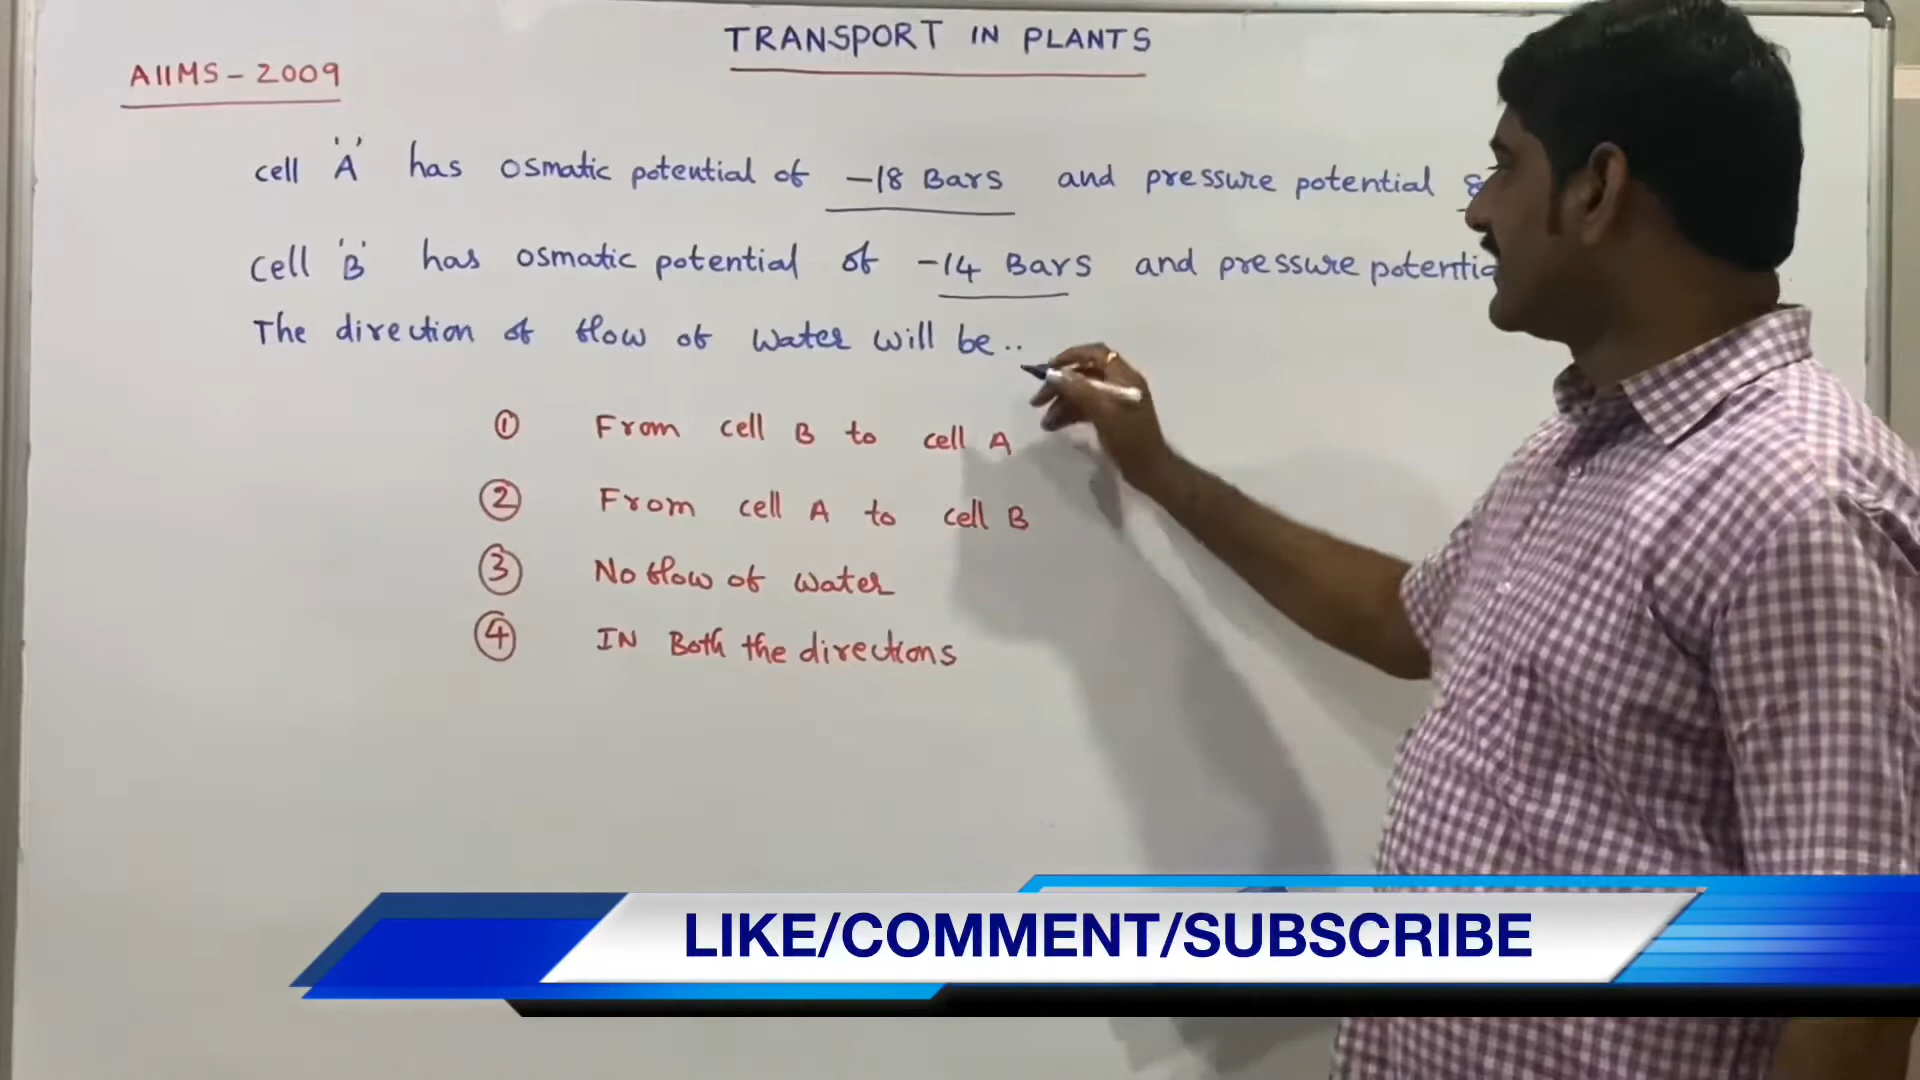 TRANSPORT IN PLANTS
AIIMS - 2009
cell 'A' has osmatic potential of -18 Bars and pressure potential 8
cell 'B' has osmatic potential of -14 Bars and pressure
The direction of flow of water will be..
① From cell B to cell A
② From cell A to cell B
③ No flow of water
④ IN Both the directions
LIKE/COMMENT/SUBSCRIBE